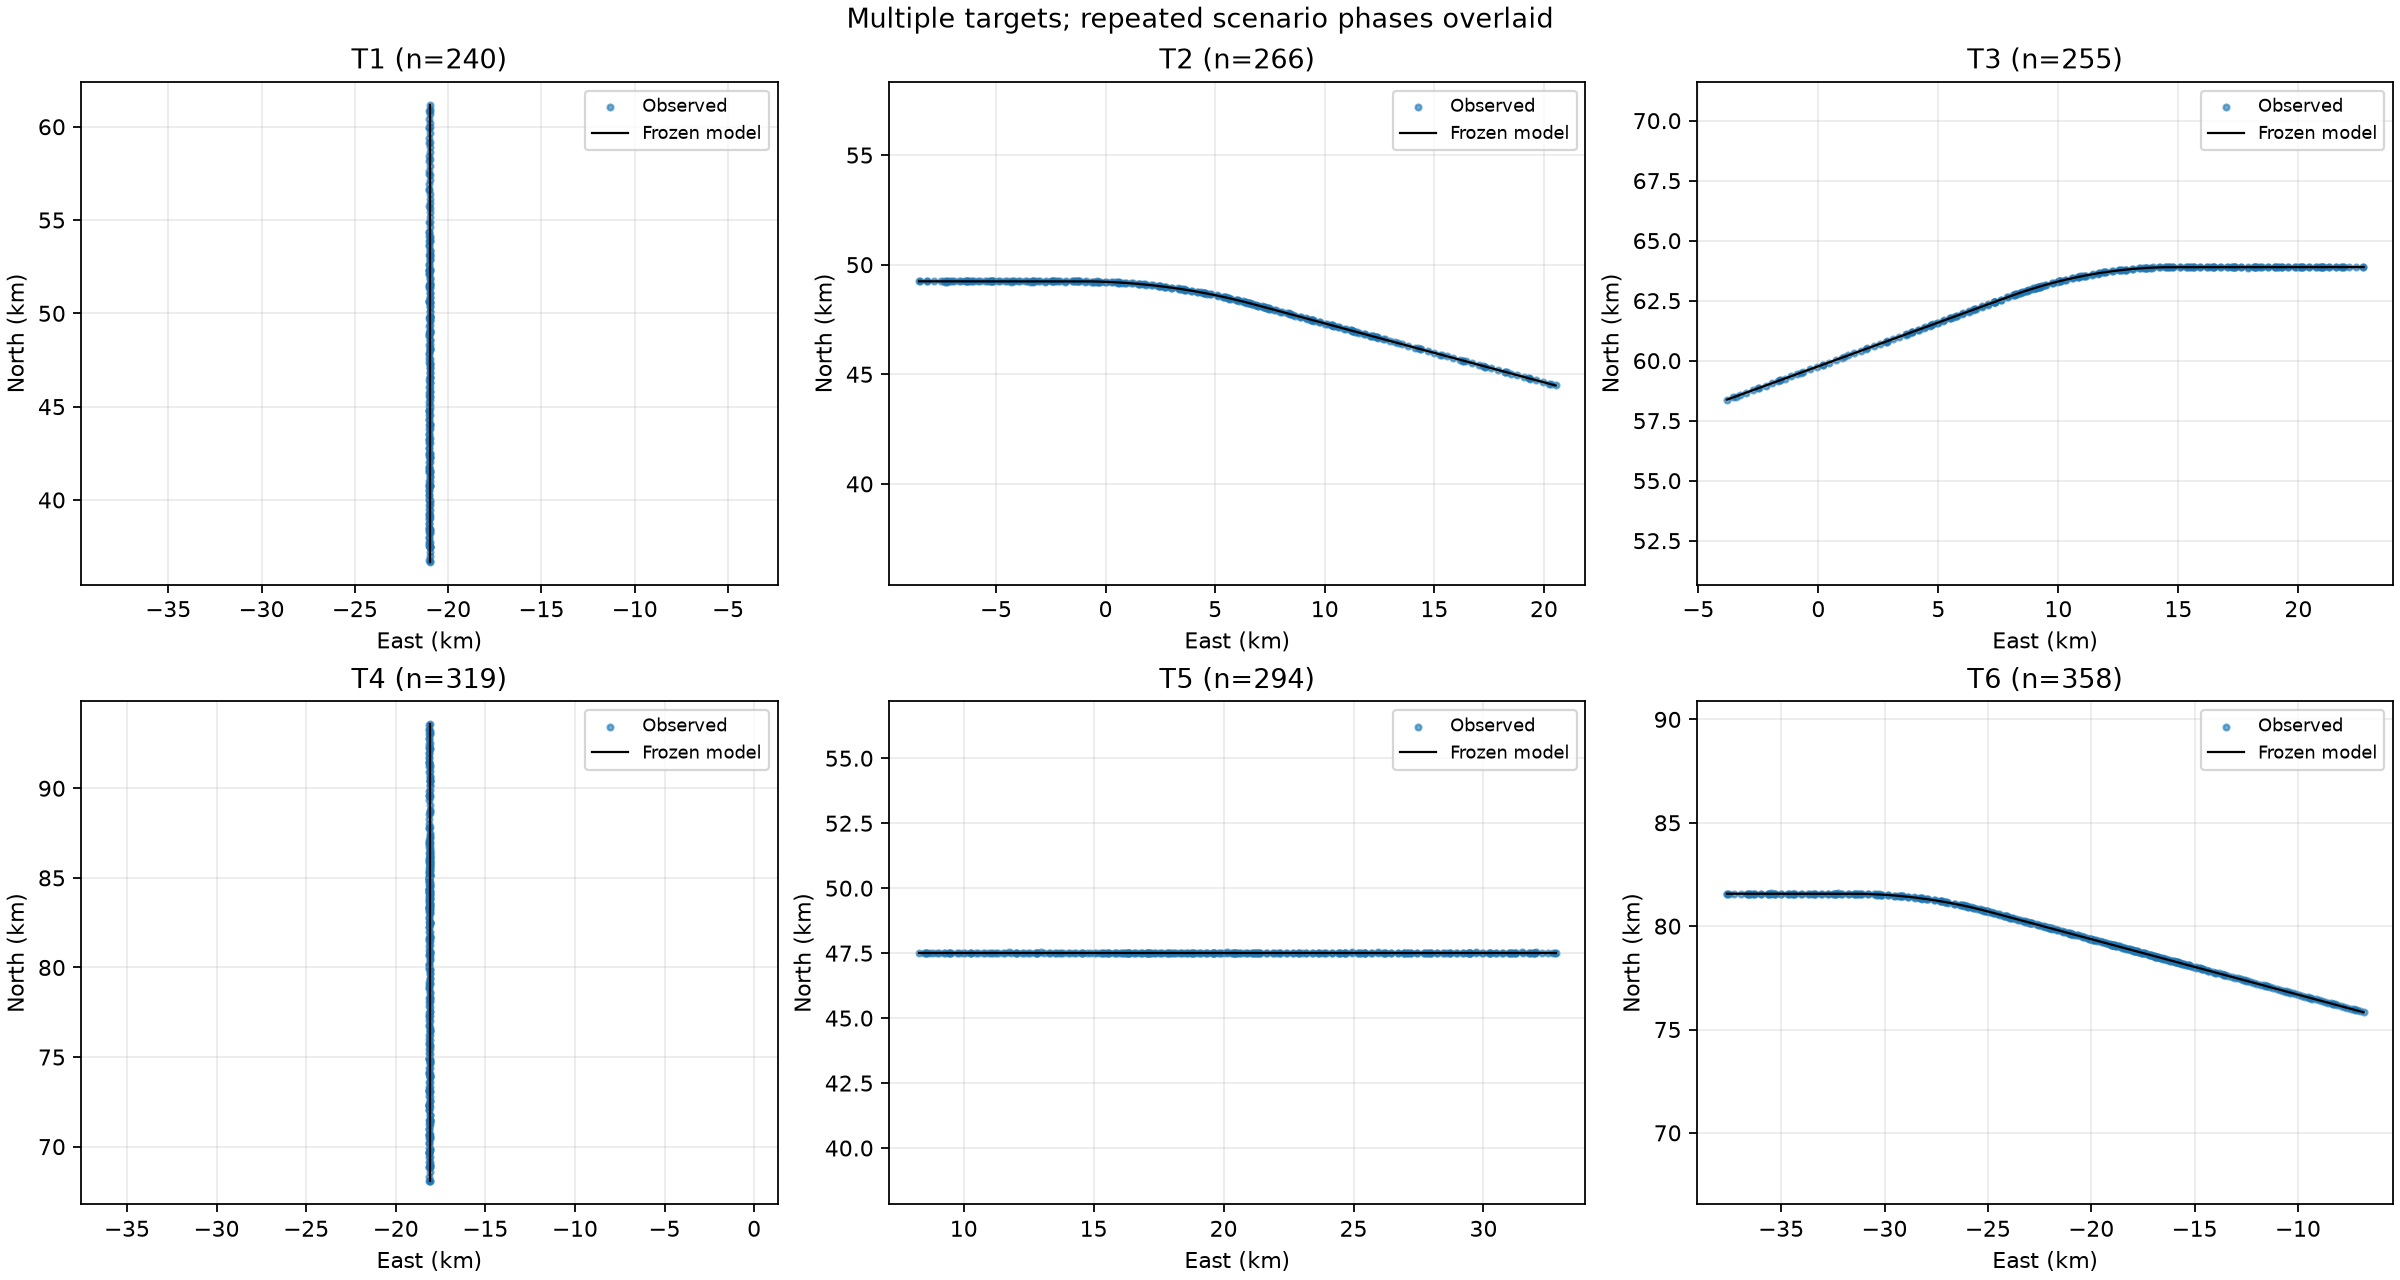 Multiple targets; repeated scenario phases overlaid
T1 (n=240)
Observed
Frozen model
60
55
50
45
40
North (km)
−35 −30 −25 −20 −15 −10 −5
East (km)
T2 (n=266)
Observed
Frozen model
55
50
45
40
North (km)
−5 0 5 10 15 20
East (km)
T3 (n=255)
Observed
Frozen model
70.0
67.5
65.0
62.5
60.0
57.5
55.0
52.5
North (km)
−5 0 5 10 15 20
East (km)
T4 (n=319)
Observed
Frozen model
90
85
80
75
70
North (km)
−35 −30 −25 −20 −15 −10 −5 0
East (km)
T5 (n=294)
Observed
Frozen model
55.0
52.5
50.0
47.5
45.0
42.5
40.0
North (km)
10 15 20 25 30
East (km)
T6 (n=358)
Observed
Frozen model
90
85
80
75
70
North (km)
−35 −30 −25 −20 −15 −10
East (km)